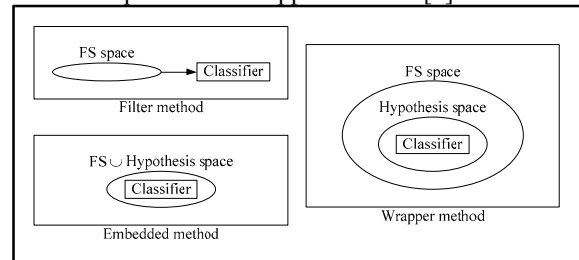 FS space
Classifier
Filter method
FS ∪ Hypothesis space
Classifier
Embedded method
FS space
Hypothesis space
Classifier
Wrapper method